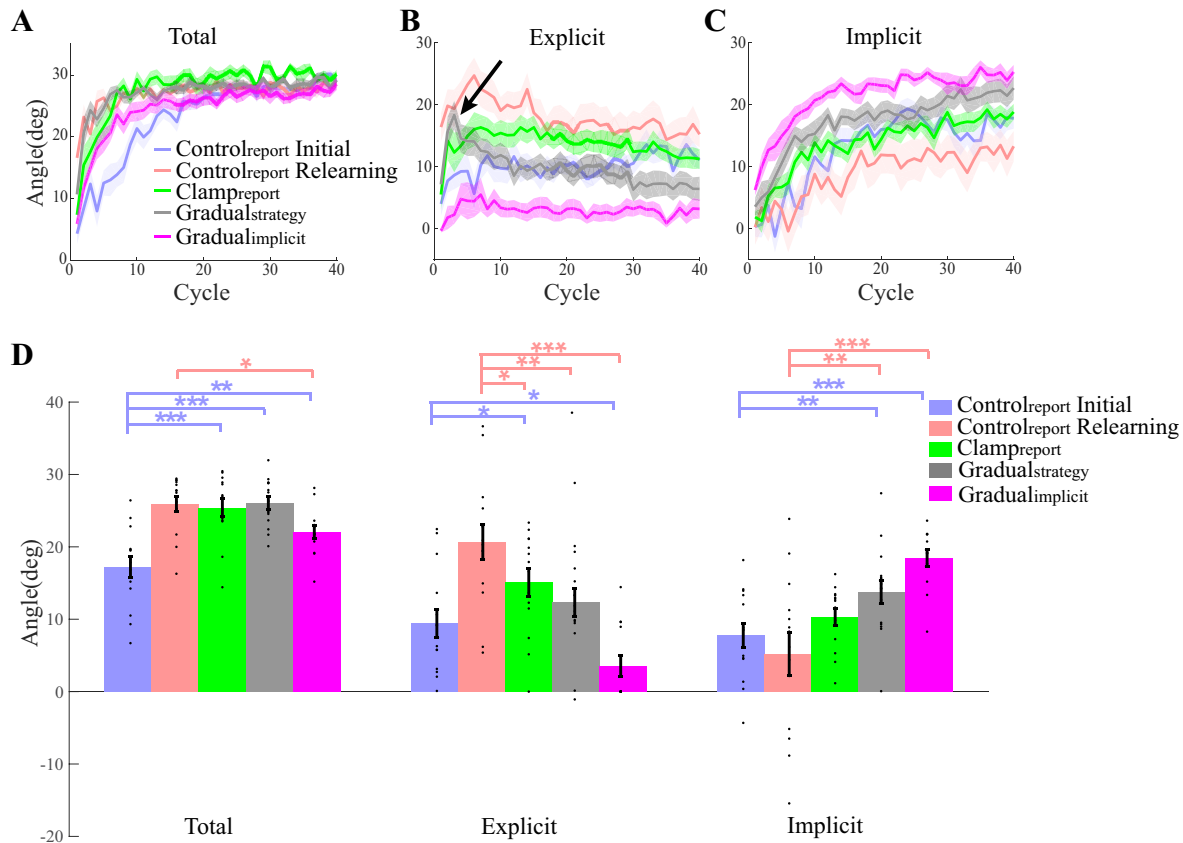 A
Total
B
Explicit
C
Implicit
Angle(deg)
30
20
10
0
0
10
20
30
40
Cycle
Controlreport Initial
Controlreport Relearning
Clampreport
Gradualstrategy
Gradualimplicit
30
20
10
0
0
10
20
30
40
Cycle
30
20
10
0
0
10
20
30
40
Cycle
D
*
**
***
***
***
**
*
*
*
***
**
***
**
Angle(deg)
40
30
20
10
0
-10
-20
Controlreport Initial
Controlreport Relearning
Clampreport
Gradualstrategy
Gradualimplicit
Total
Explicit
Implicit